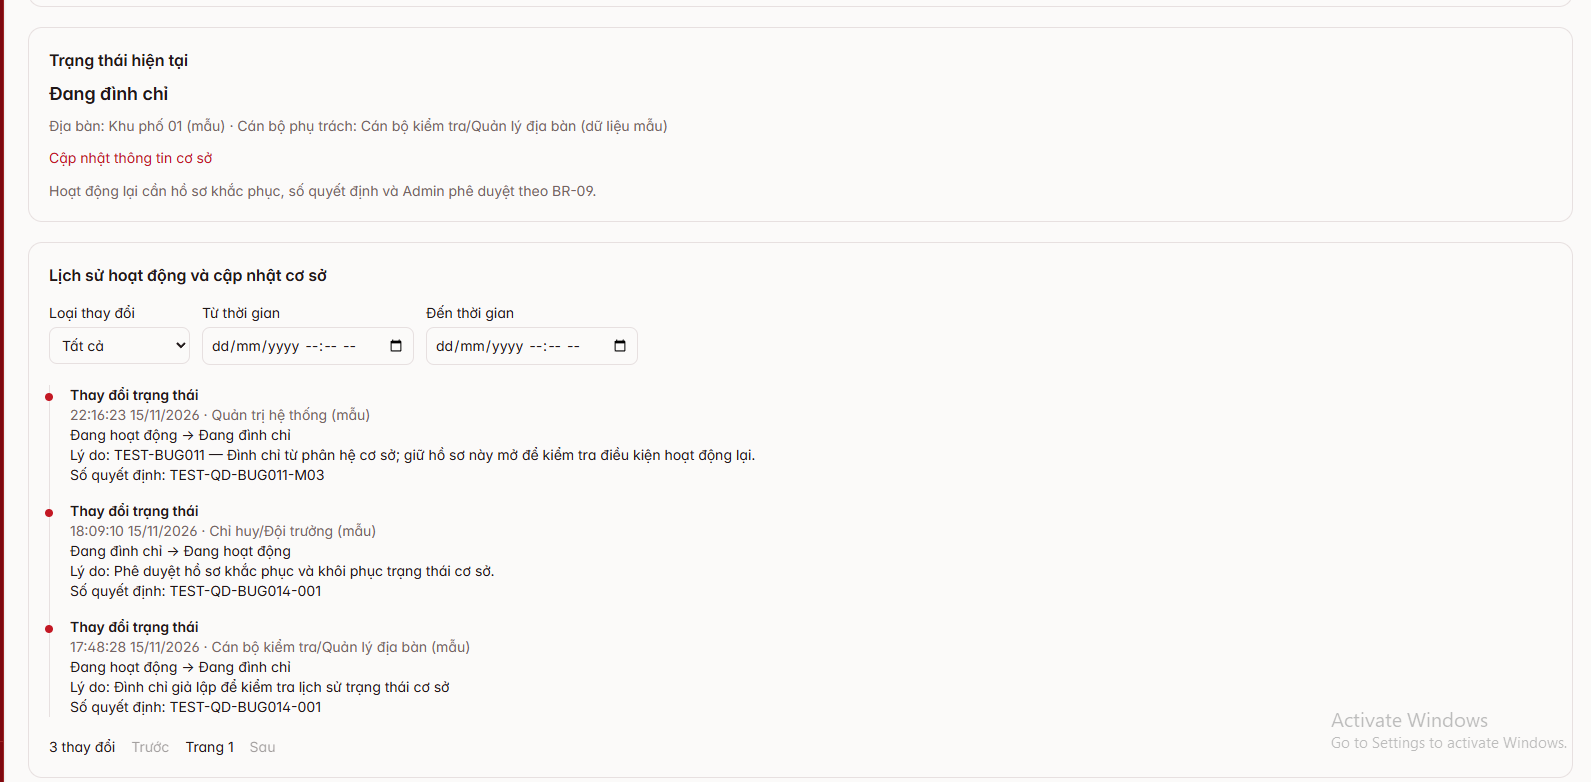 Trạng thái hiện tại
Đang đình chỉ
Địa bàn: Khu phố 01 (mẫu) · Cán bộ phụ trách: Cán bộ kiểm tra/Quản lý địa bàn (dữ liệu mẫu)
Cập nhật thông tin cơ sở
Hoạt động lại cần hồ sơ khắc phục, số quyết định và Admin phê duyệt theo BR-09.
Lịch sử hoạt động và cập nhật cơ sở
Loại thay đổi Từ thời gian Đến thời gian
Tất cả dd/mm/yyyy --:-- -- dd/mm/yyyy --:-- --
Thay đổi trạng thái
22:16:23 15/11/2026 · Quản trị hệ thống (mẫu)
Đang hoạt động → Đang đình chỉ
Lý do: TEST-BUG011 — Đình chỉ từ phân hệ cơ sở; giữ hồ sơ này mở để kiểm tra điều kiện hoạt động lại.
Số quyết định: TEST-QD-BUG011-M03
Thay đổi trạng thái
18:09:10 15/11/2026 · Chỉ huy/Đội trưởng (mẫu)
Đang đình chỉ → Đang hoạt động
Lý do: Phê duyệt hồ sơ khắc phục và khôi phục trạng thái cơ sở.
Số quyết định: TEST-QD-BUG014-001
Thay đổi trạng thái
17:48:28 15/11/2026 · Cán bộ kiểm tra/Quản lý địa bàn (mẫu)
Đang hoạt động → Đang đình chỉ
Lý do: Đình chỉ giả lập để kiểm tra lịch sử trạng thái cơ sở
Số quyết định: TEST-QD-BUG014-001
3 thay đổi Trước Trang 1 Sau
Activate Windows
Go to Settings to activate Windows.